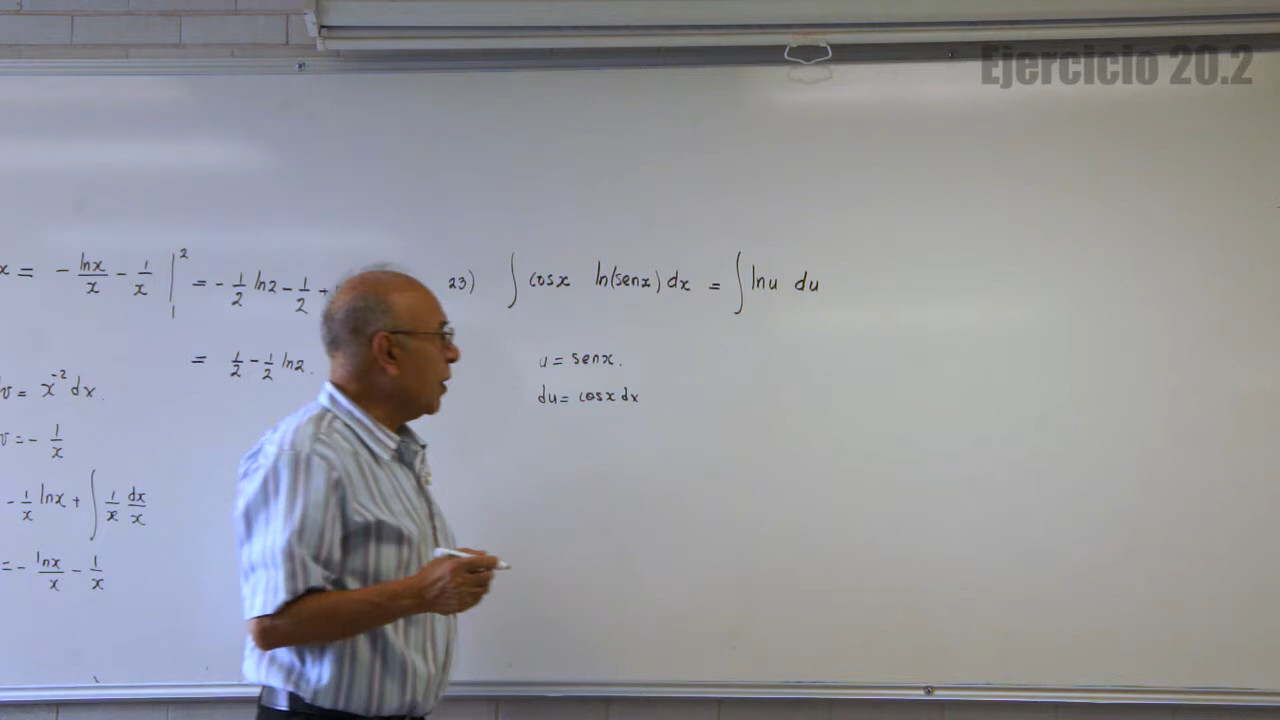 Ejercicio 20.2
x = - lnx/x - 1/x |₁² = - 1/2 ln2 - 1/2 +
= 1/2 - 1/2 ln2.
v = x⁻² dx.
v = - 1/x
- 1/x lnx + ∫ 1/x dx/x
= - lnx/x - 1/x
23) ∫ cosx ln(senx) dx = ∫ lnu du
u = senx.
du = cosx dx